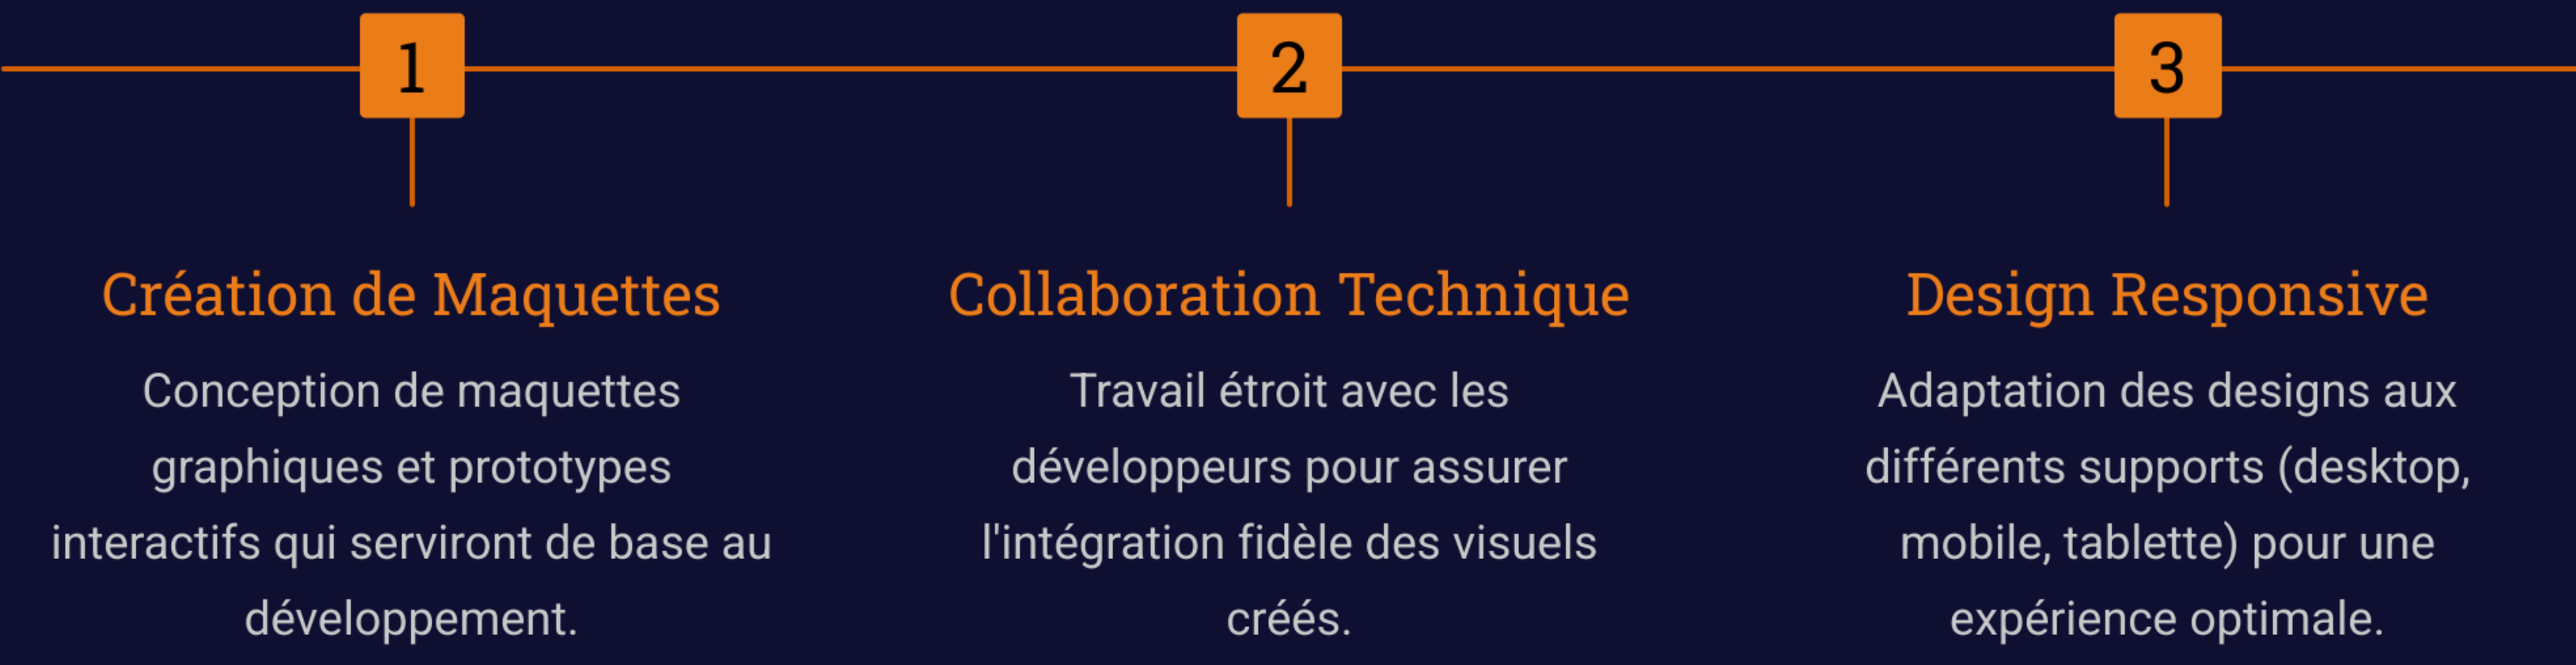 1
Création de Maquettes
Conception de maquettes
graphiques et prototypes
interactifs qui serviront de base au
développement.
2
Collaboration Technique
Travail étroit avec les
développeurs pour assurer
l'intégration fidèle des visuels
créés.
3
Design Responsive
Adaptation des designs aux
différents supports (desktop,
mobile, tablette) pour une
expérience optimale.